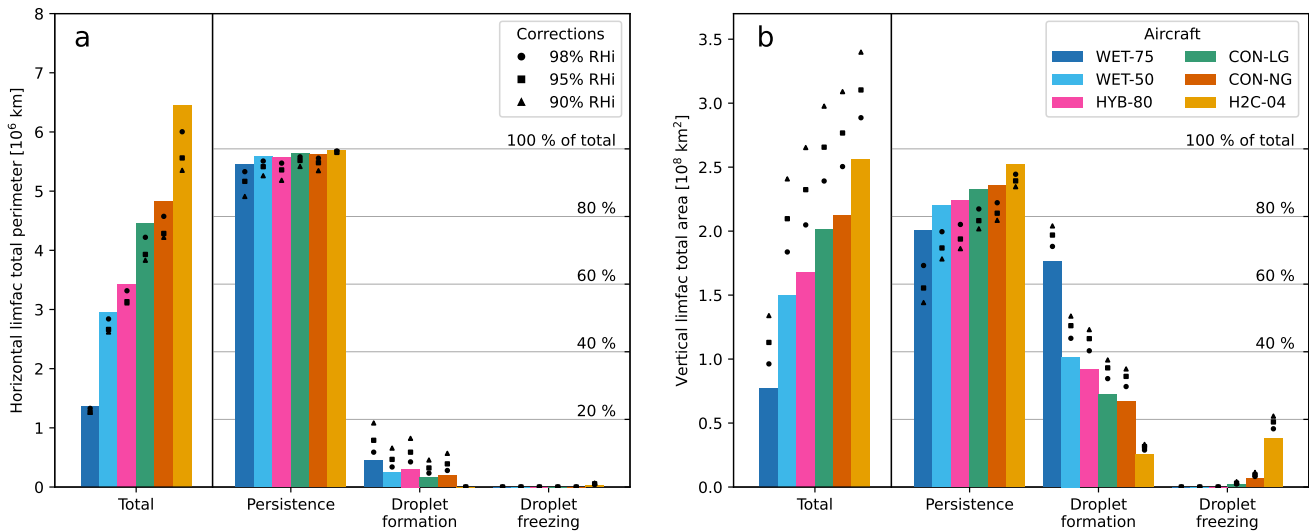 a
Horizontal limfac total perimeter [10⁶ km]
8
7
6
5
4
3
2
1
0
Corrections
98% RHi
95% RHi
90% RHi
100 % of total
80 %
60 %
40 %
20 %
Total
Persistence
Droplet
formation
Droplet
freezing
b
Vertical limfac total area [10⁸ km²]
3.5
3.0
2.5
2.0
1.5
1.0
0.5
0.0
Aircraft
WET-75
WET-50
HYB-80
CON-LG
CON-NG
H2C-04
100 % of total
80 %
60 %
40 %
20 %
Total
Persistence
Droplet
formation
Droplet
freezing